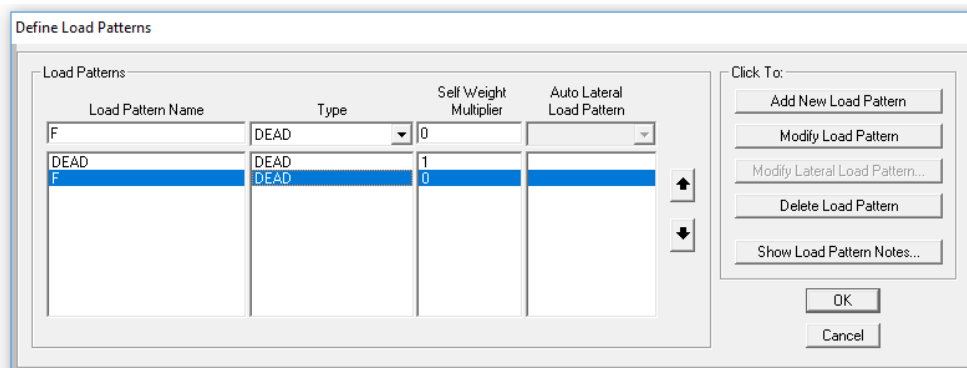 Define Load Patterns
Load Patterns
Load Pattern Name
Type
Self Weight
Multiplier
Auto Lateral
Load Pattern
F
DEAD
0
DEAD
DEAD
1
F
DEAD
0
Click To:
Add New Load Pattern
Modify Load Pattern
Modify Lateral Load Pattern...
Delete Load Pattern
Show Load Pattern Notes...
OK
Cancel